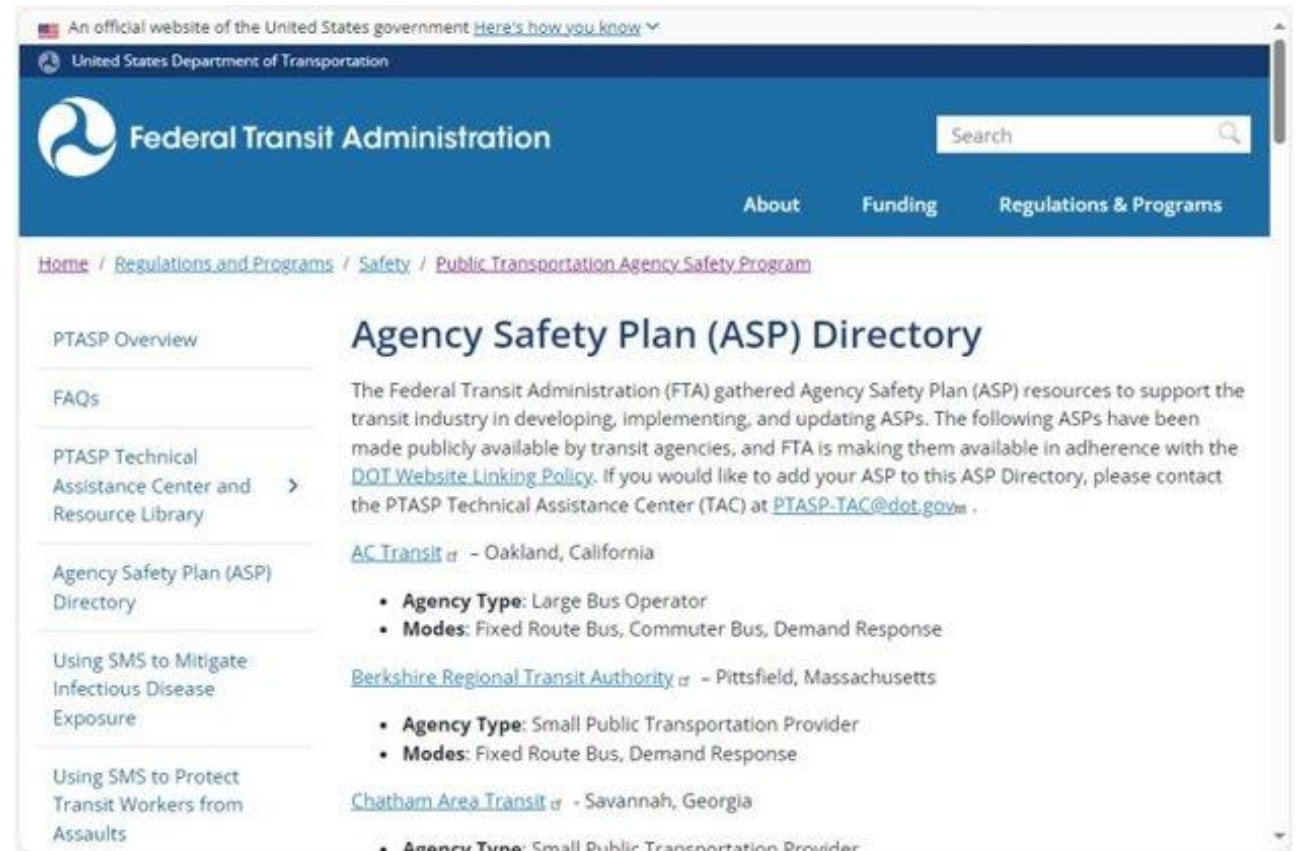 An official website of the United States government Here's how you know
United States Department of Transportation
Federal Transit Administration
Search
About Funding Regulations & Programs
Home / Regulations and Programs / Safety / Public Transportation Agency Safety Program
PTASP Overview
FAQs
PTASP Technical
Assistance Center and
Resource Library
Agency Safety Plan (ASP)
Directory
Using SMS to Mitigate
Infectious Disease
Exposure
Using SMS to Protect
Transit Workers from
Assaults
Agency Safety Plan (ASP) Directory
The Federal Transit Administration (FTA) gathered Agency Safety Plan (ASP) resources to support the
transit industry in developing, implementing, and updating ASPs. The following ASPs have been
made publicly available by transit agencies, and FTA is making them available in adherence with the
DOT Website Linking Policy. If you would like to add your ASP to this ASP Directory, please contact
the PTASP Technical Assistance Center (TAC) at PTASP-TAC@dot.gov .
AC Transit – Oakland, California
• Agency Type: Large Bus Operator
• Modes: Fixed Route Bus, Commuter Bus, Demand Response
Berkshire Regional Transit Authority – Pittsfield, Massachusetts
• Agency Type: Small Public Transportation Provider
• Modes: Fixed Route Bus, Demand Response
Chatham Area Transit - Savannah, Georgia
• Agency Type: Small Public Transportation Provider